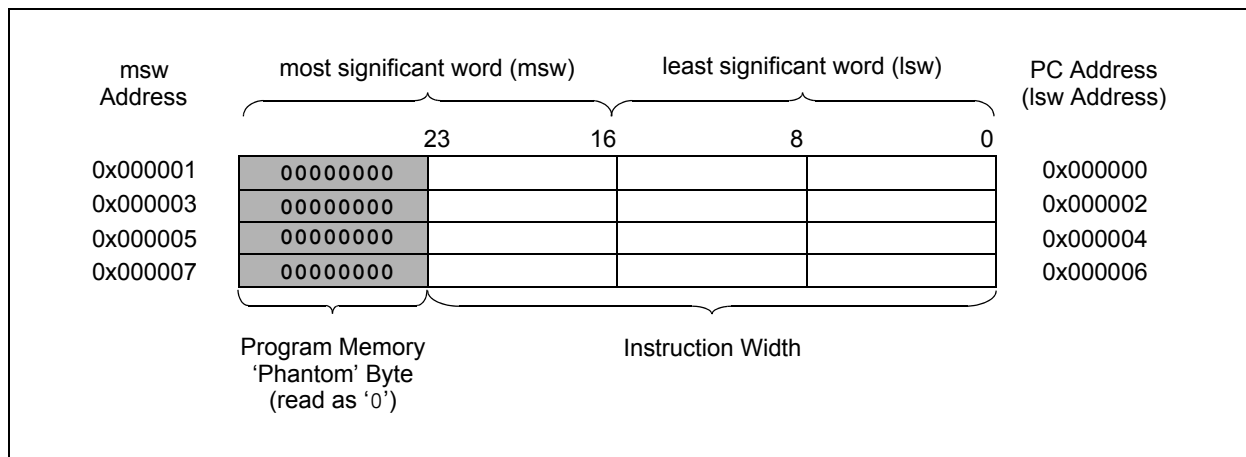 msw
Address
most significant word (msw)
least significant word (lsw)
PC Address
(lsw Address)
23 16 8 0
0x000001 00000000 0x000000
0x000003 00000000 0x000002
0x000005 00000000 0x000004
0x000007 00000000 0x000006
Program Memory
‘Phantom’ Byte
(read as ‘0’)
Instruction Width